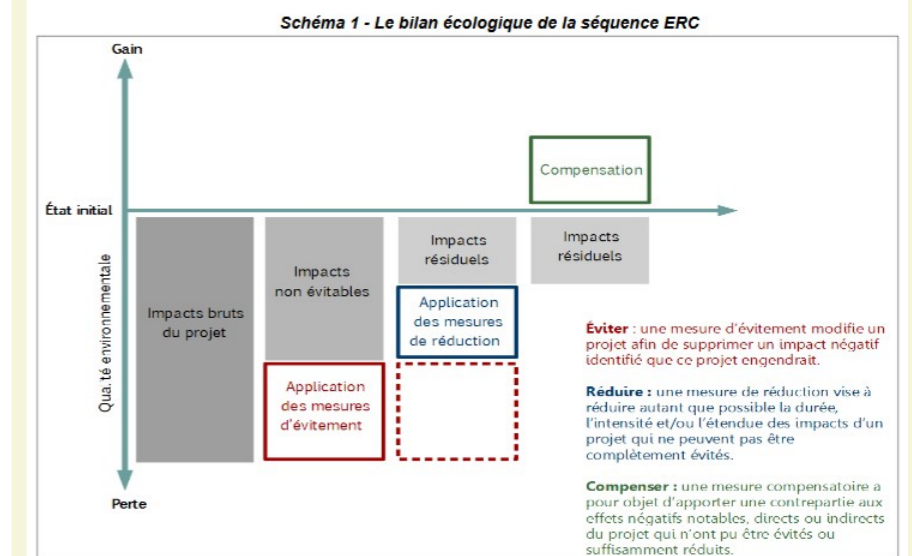 Schéma 1 - Le bilan écologique de la séquence ERC
Gain
Compensation
État initial
Qua.té environnementale
Impacts bruts
du projet
Impacts
non évitables
Impacts
résiduels
Impacts
résiduels
Application
des mesures
de réduction
Application
des mesures
d'évitement
Perte
Éviter : une mesure d'évitement modifie un
projet afin de supprimer un impact négatif
identifié que ce projet engendrait.
Réduire : une mesure de réduction vise à
réduire autant que possible la durée,
l'intensité et/ou l'étendue des impacts d'un
projet qui ne peuvent pas être
complètement évités.
Compenser : une mesure compensatoire a
pour objet d'apporter une contrepartie aux
effets négatifs notables, directs ou indirects
du projet qui n'ont pu être évités ou
suffisamment réduits.